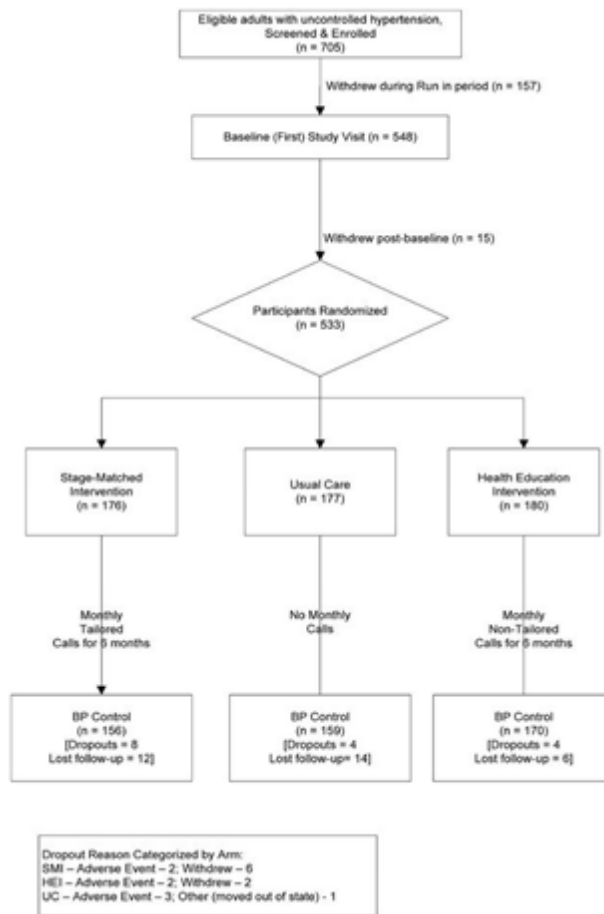 Eligible adults with uncontrolled hypertension,
Screened & Enrolled
(n = 705)
Withdrew during Run in period (n = 157)
Baseline (First) Study Visit (n = 548)
Withdrew post-baseline (n = 15)
Participants Randomized
(n = 533)
Stage-Matched
Intervention
(n = 176)
Usual Care
(n = 177)
Health Education
Intervention
(n = 180)
Monthly
Tailored
Calls for 6 months
No Monthly
Calls
Monthly
Non-Tailored
Calls for 6 months
BP Control
(n = 156)
[Dropouts = 8
Lost follow-up = 12]
BP Control
(n = 159)
[Dropouts = 4
Lost follow-up= 14]
BP Control
(n = 170)
[Dropouts = 4
Lost follow-up = 6]
Dropout Reason Categorized by Arm:
SMI – Adverse Event – 2; Withdrew – 6
HEI – Adverse Event – 2; Withdrew – 2
UC – Adverse Event – 3; Other (moved out of state) - 1